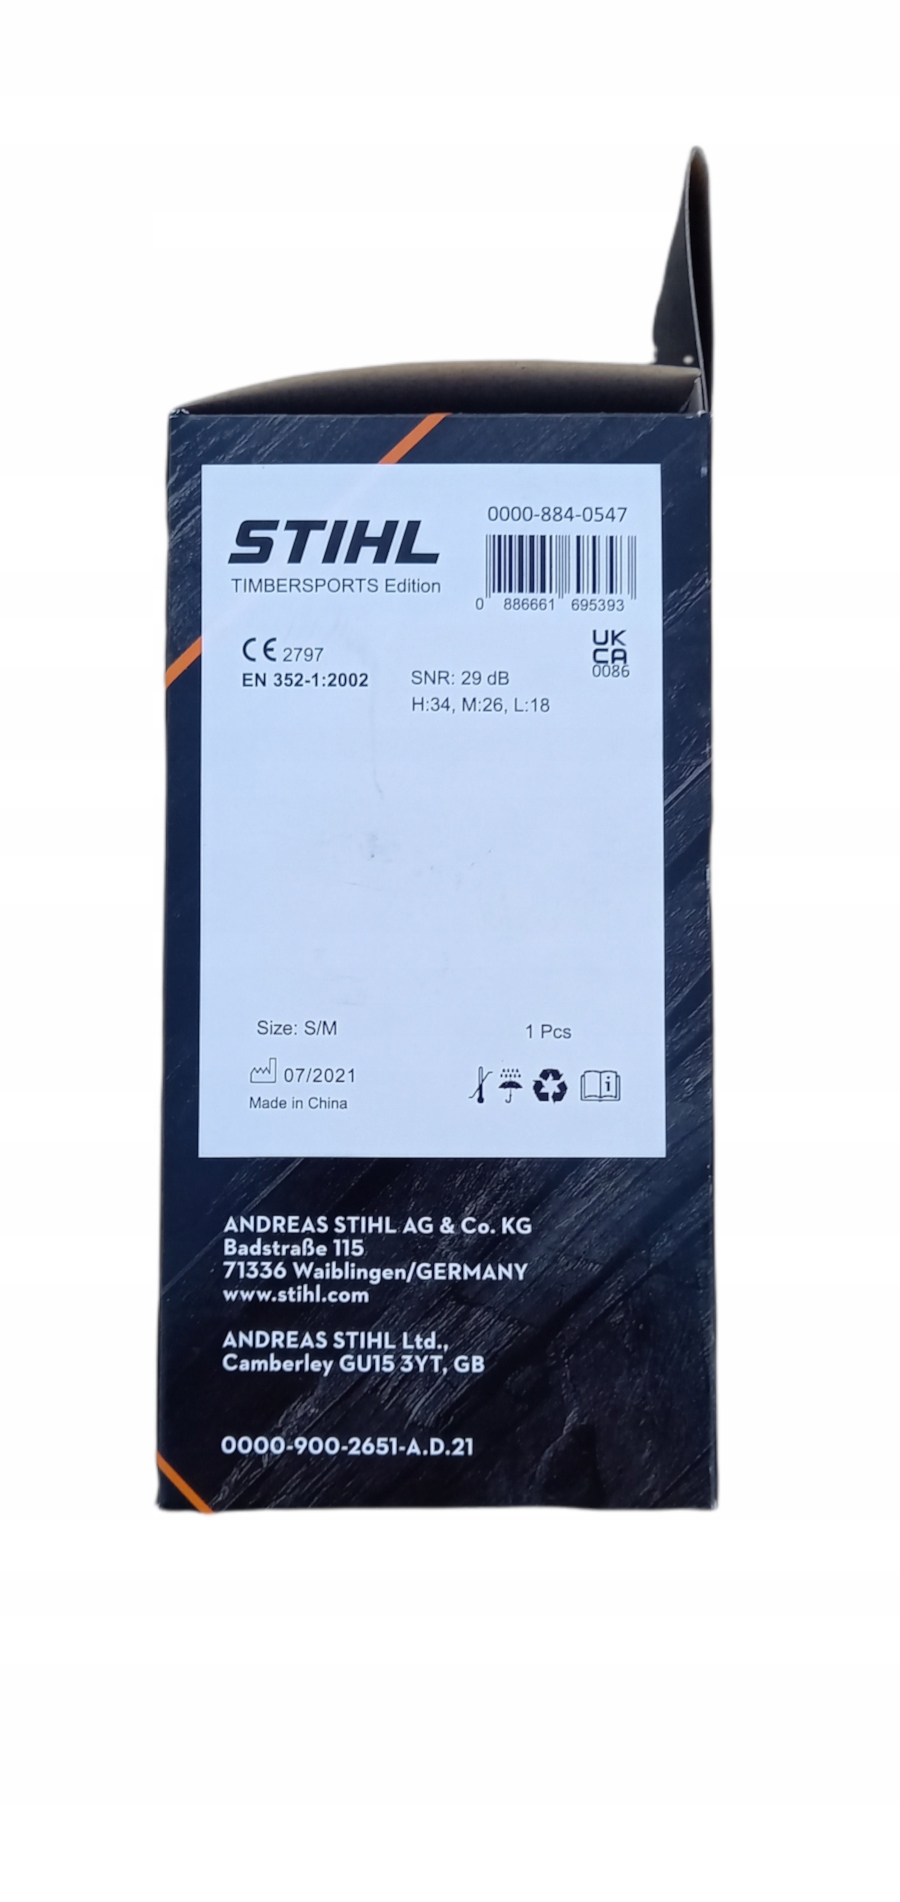 STIHL
TIMBERSPORTS Edition
0000-884-0547
0 886661 695393
CE 2797
EN 352-1:2002
SNR: 29 dB
H:34, M:26, L:18
UK
CA
0086
Size: S/M
1 Pcs
07/2021
Made in China
i
ANDREAS STIHL AG & Co. KG
Badstraße 115
71336 Waiblingen/GERMANY
www.stihl.com
ANDREAS STIHL Ltd.,
Camberley GU15 3YT, GB
0000-900-2651-A.D.21